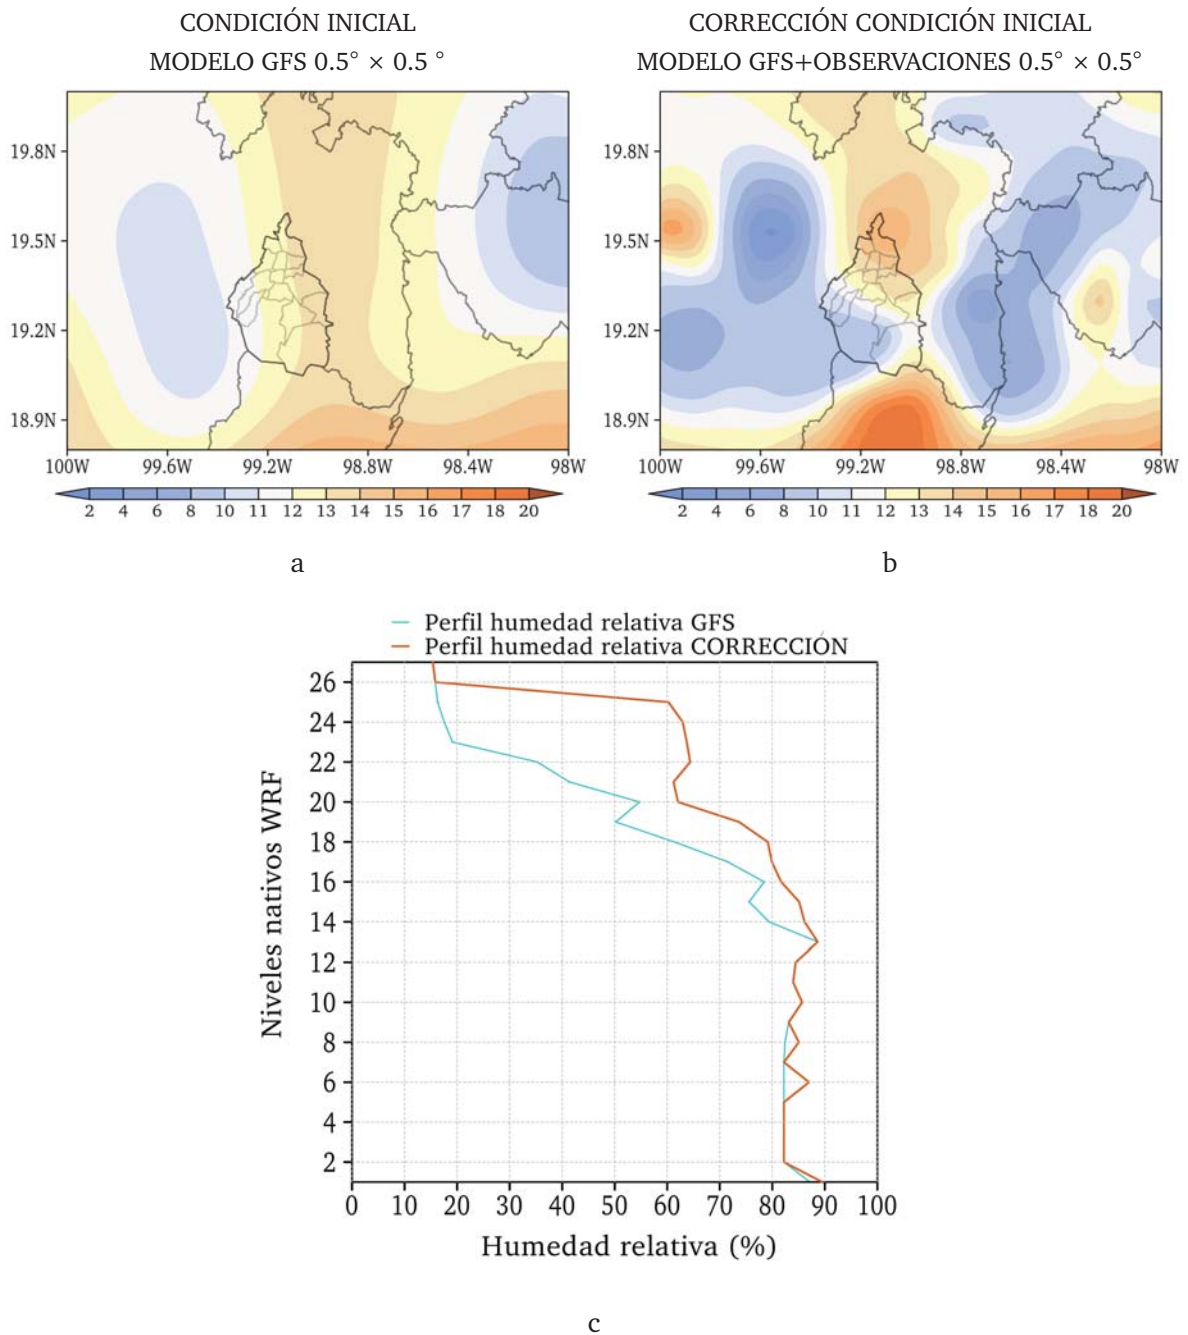 CONDICIÓN INICIAL
MODELO GFS 0.5° × 0.5 °
CORRECCIÓN CONDICIÓN INICIAL
MODELO GFS+OBSERVACIONES 0.5° × 0.5°
19.8N
19.5N
19.2N
18.9N
100W 99.6W 99.2W 98.8W 98.4W 98W
2 4 6 8 10 11 12 13 14 15 16 17 18 20
a
19.8N
19.5N
19.2N
18.9N
100W 99.6W 99.2W 98.8W 98.4W 98W
2 4 6 8 10 11 12 13 14 15 16 17 18 20
b
Perfil humedad relativa GFS
Perfil humedad relativa CORRECCIÓN
Niveles nativos WRF
26
24
22
20
18
16
14
12
10
8
6
4
2
0 10 20 30 40 50 60 70 80 90 100
Humedad relativa (%)
c